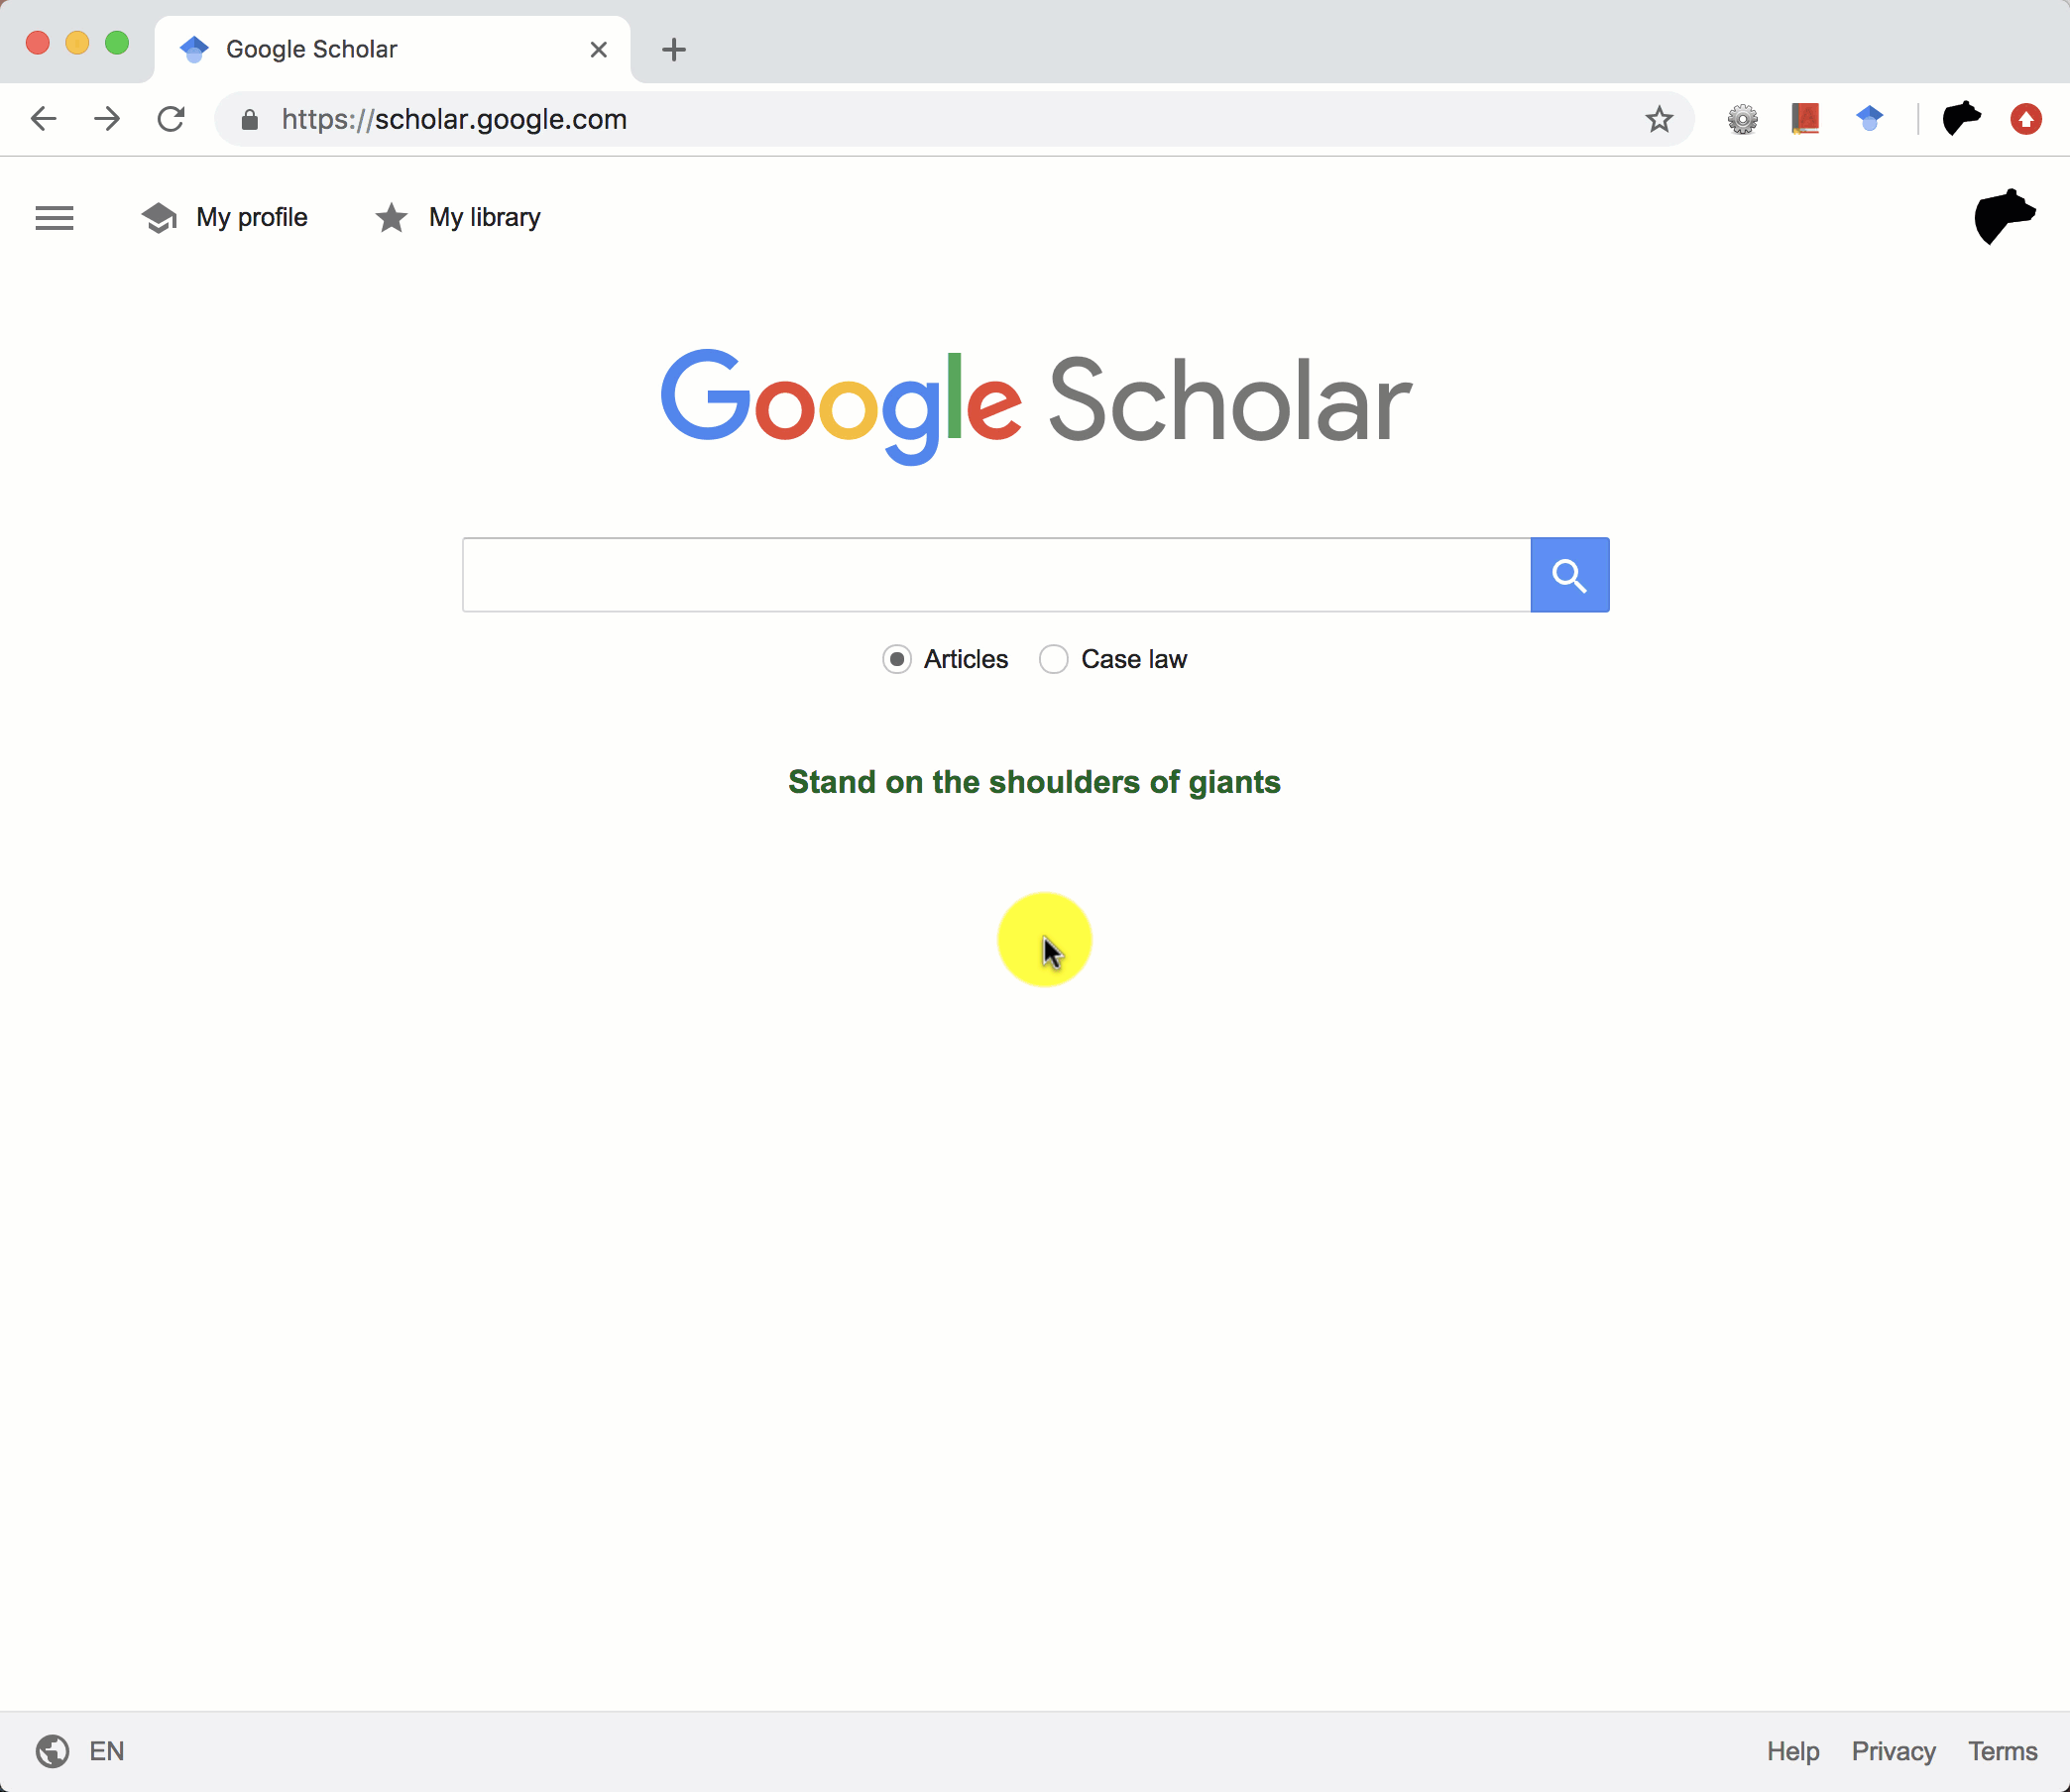 Google Scholar
https://scholar.google.com
My profile
My library
Google Scholar
Articles
Case law
Stand on the shoulders of giants
EN
Help
Privacy
Terms